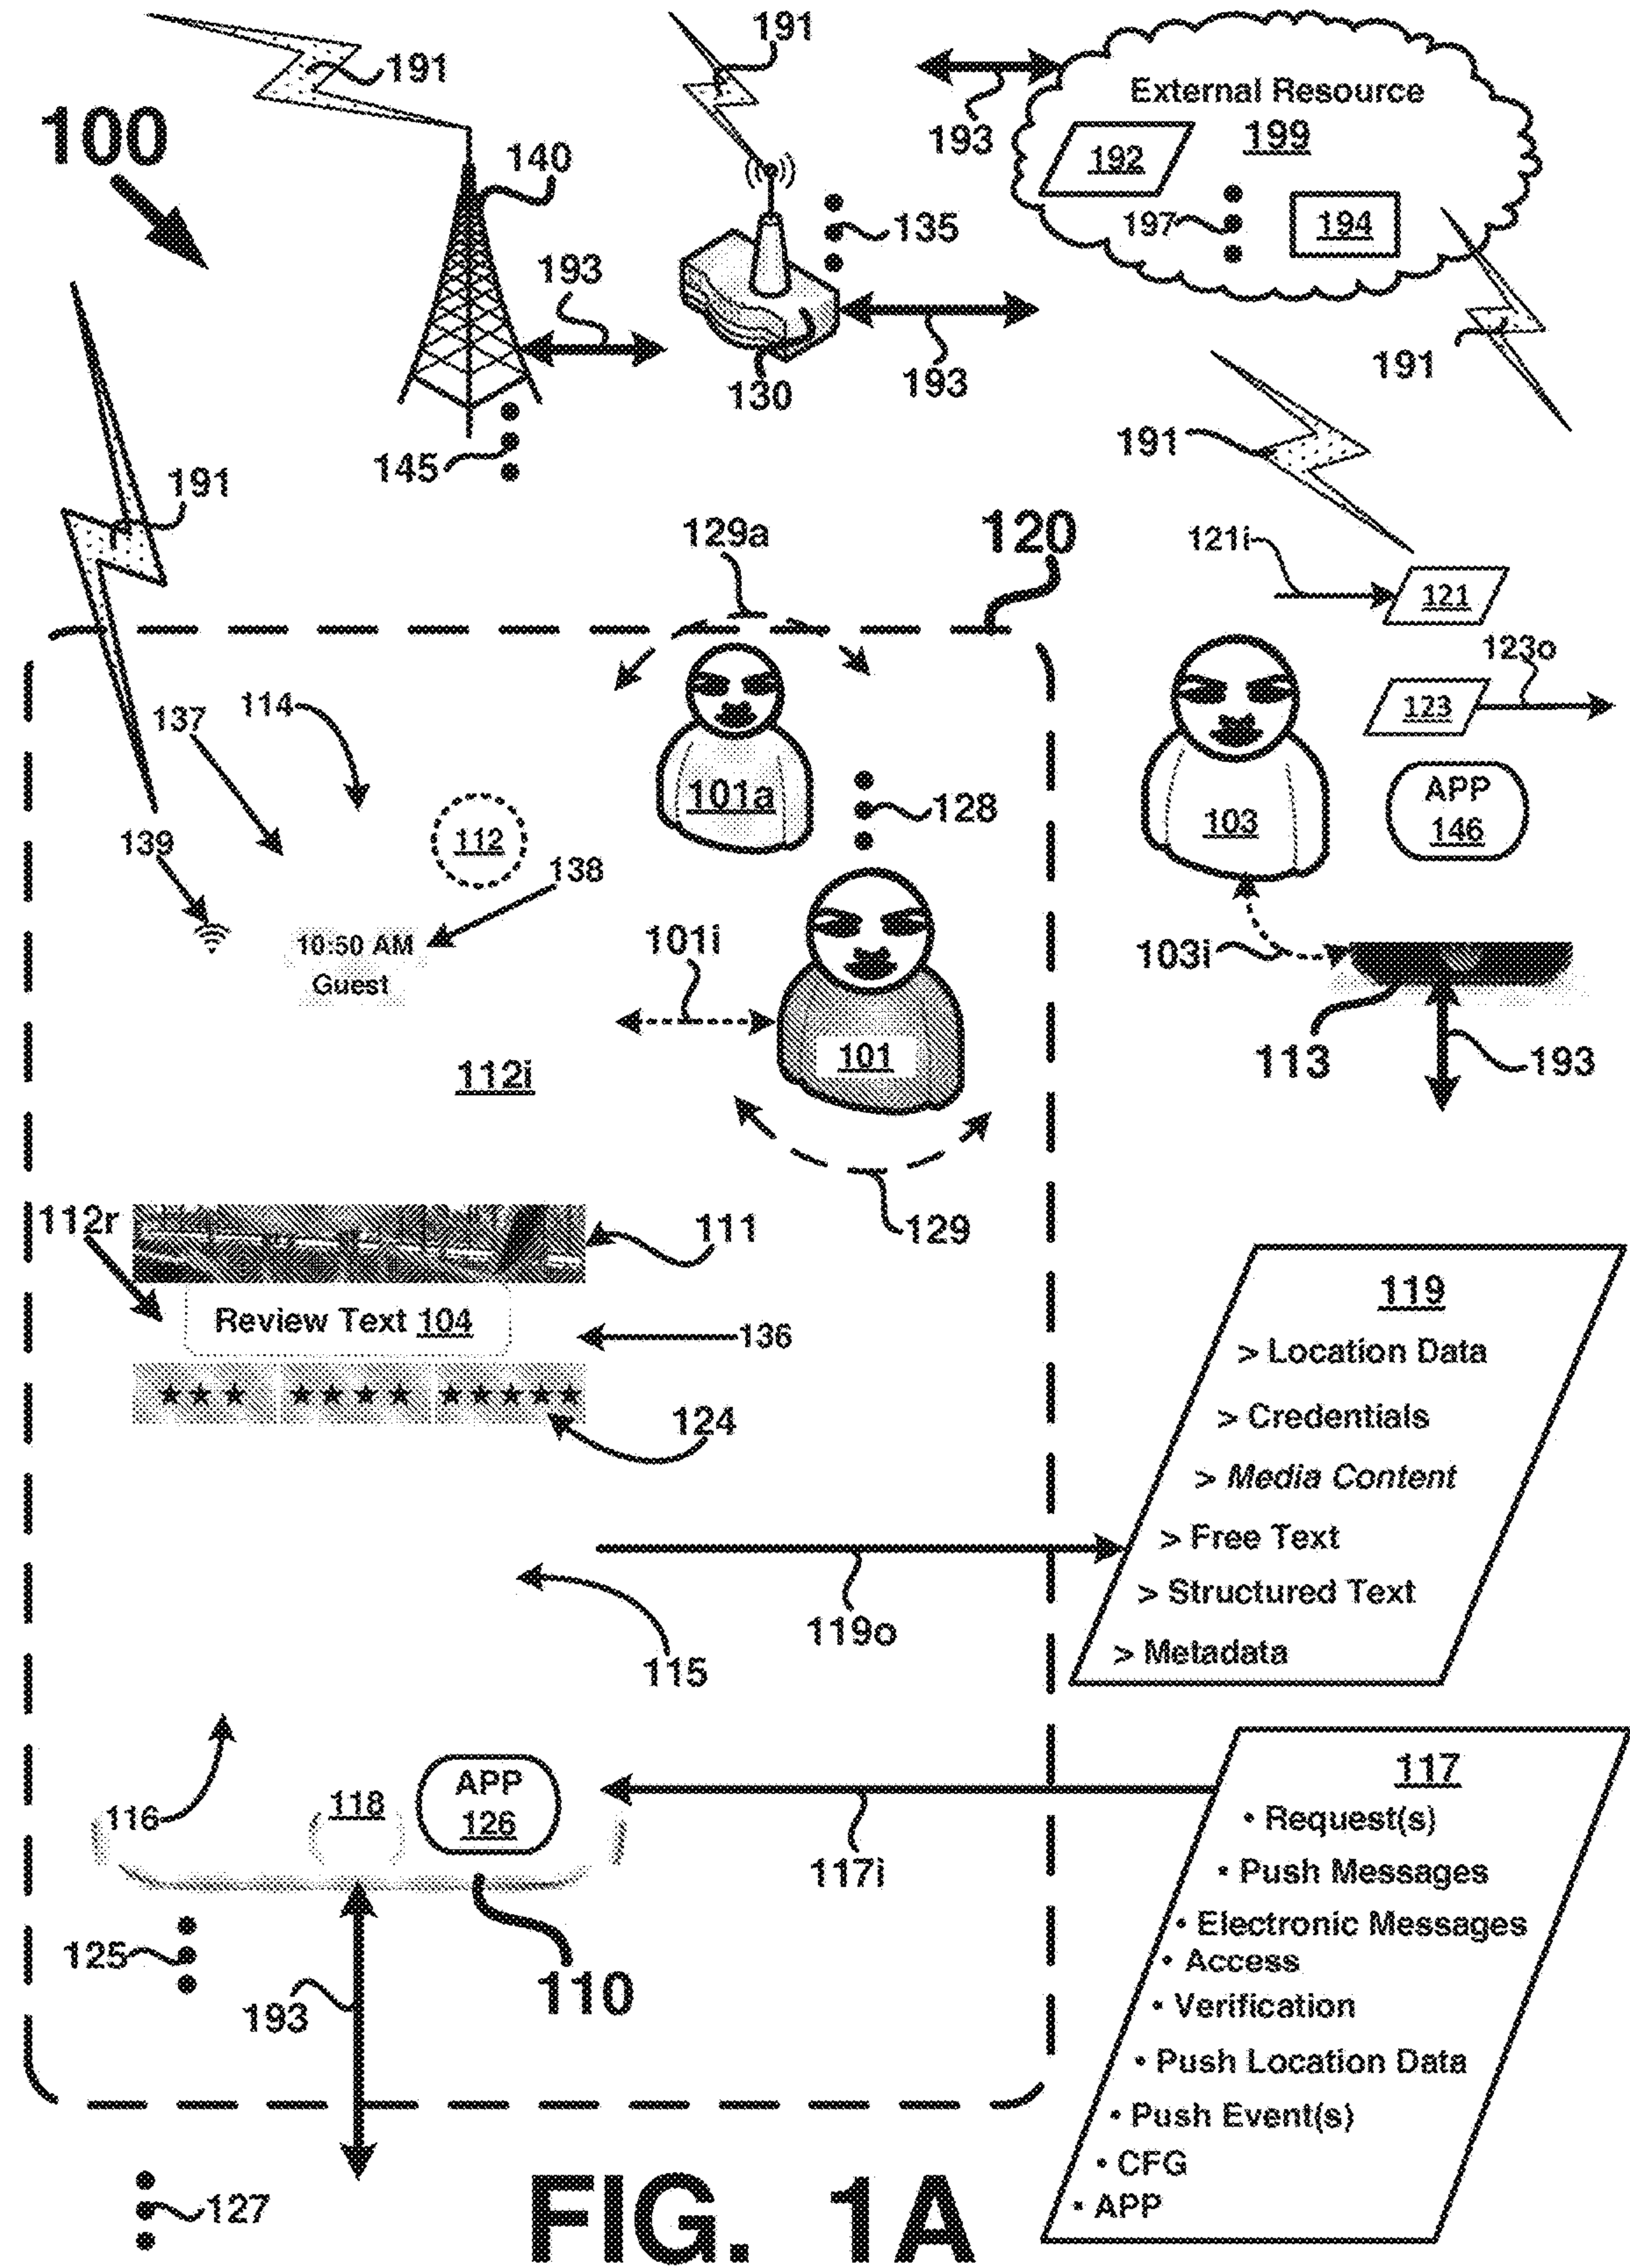 100
191
191
193
External Resource
199
192
197
194
140
135
193
193
130
191
145
191
191
129a
120
121i
121
123o
123
137
114
101a
128
103
APP
146
139
112
138
10:50 AM
Guest
101i
103i
101
112i
113
193
129
112r
111
Review Text 104
136
★★★ ★★★★ ★★★★★
124
119
> Location Data
> Credentials
> Media Content
> Free Text
> Structured Text
> Metadata
119o
115
116
118
APP
126
117i
117
• Request(s)
• Push Messages
• Electronic Messages
• Access
• Verification
• Push Location Data
• Push Event(s)
• CFG
• APP
125
193
110
127
FIG. 1A